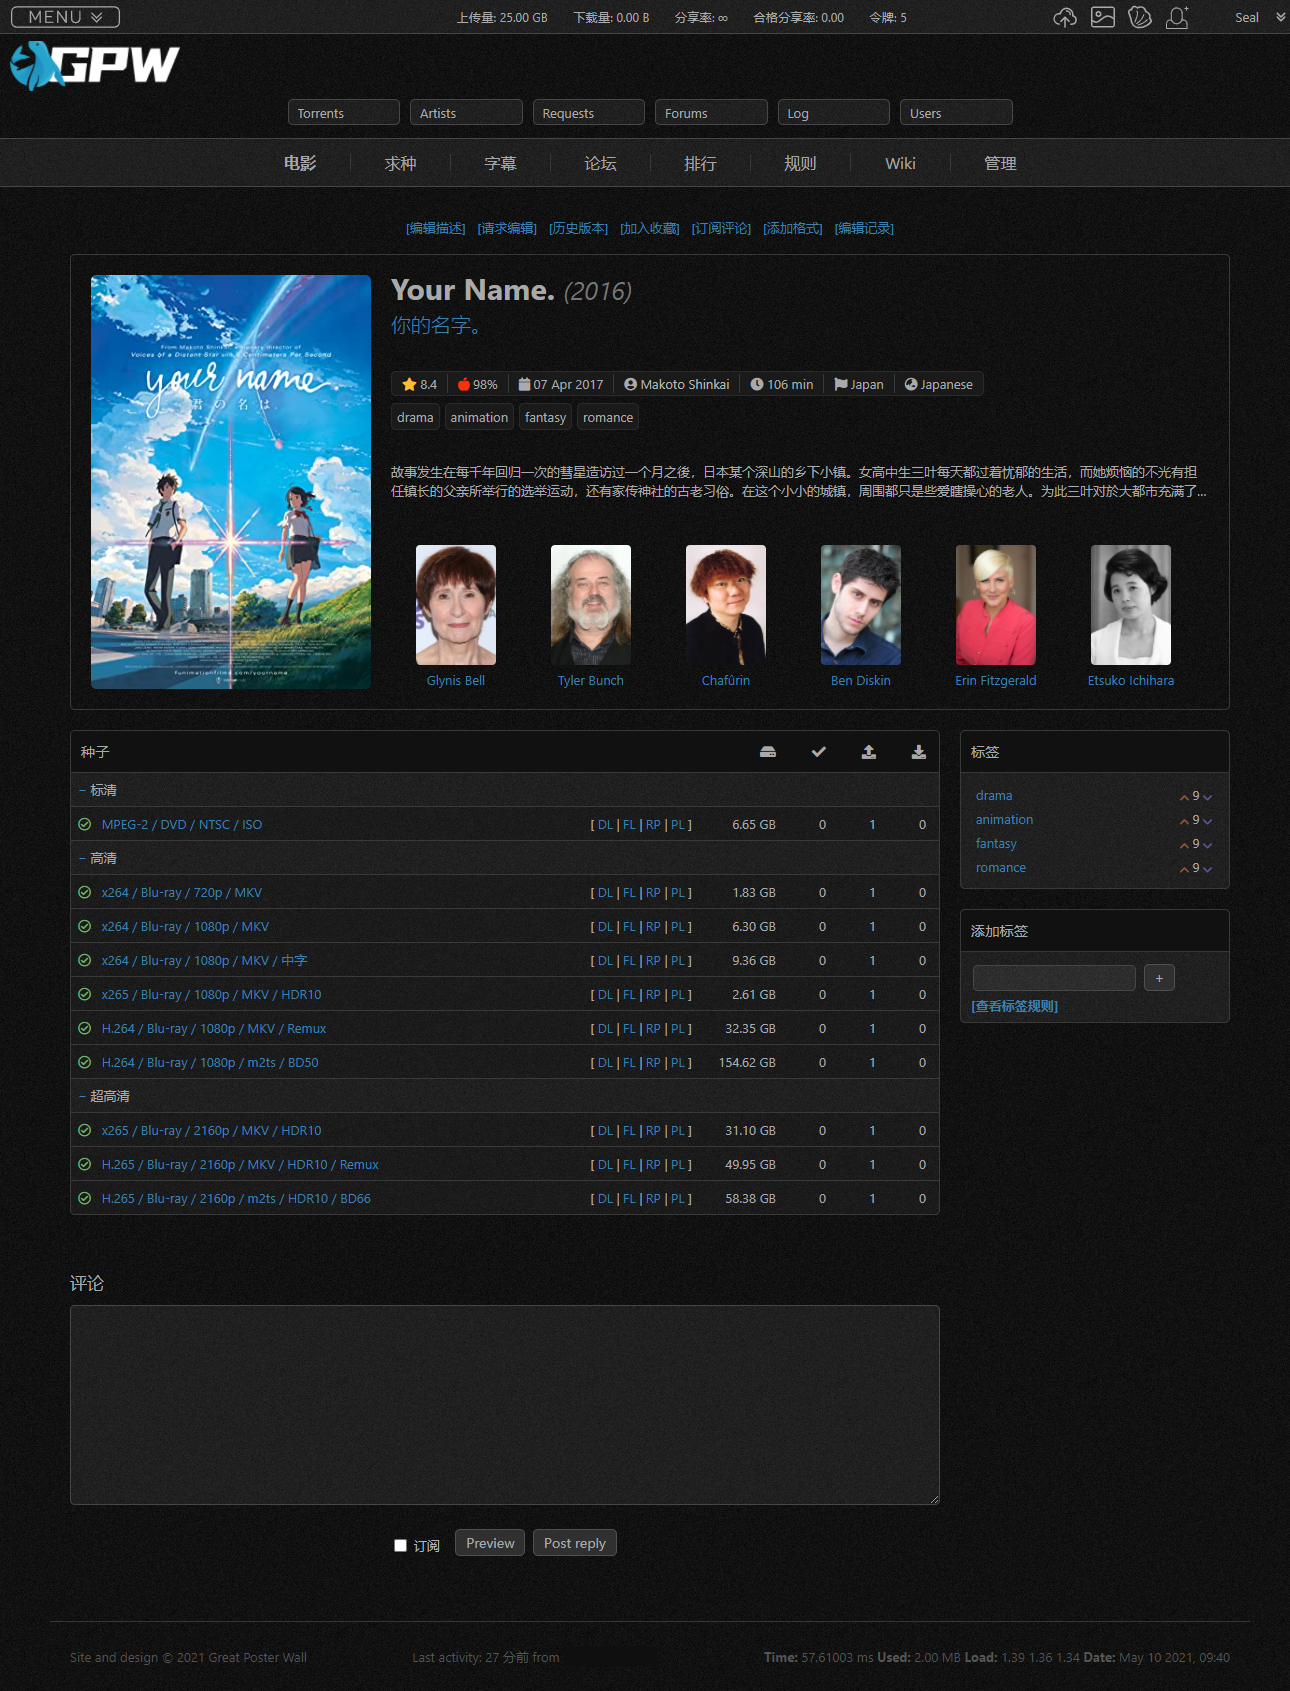 MENU 上传量: 25.00 GB 下载量: 0.00 B 分享率: ∞ 合格分享率: 0.00 令牌: 5 Seal
GPW
Torrents Artists Requests Forums Log Users
电影 求种 字幕 论坛 排行 规则 Wiki 管理
[编辑描述] [请求编辑] [历史版本] [加入收藏] [订阅评论] [添加格式] [编辑记录]
From Makoto Shinkai, visionary director of
Voices of a Distant Star and 5 Centimeters Per Second
your name.
君の名は.
funimationfilms.com/yourname
Your Name. (2016)
你的名字。
8.4 98% 07 Apr 2017 Makoto Shinkai 106 min Japan Japanese
drama animation fantasy romance
故事发生在每千年回归一次的彗星造访过一个月之後，日本某个深山的乡下小镇。女高中生三叶每天都过着忧郁的生活，而她烦恼的不光有担
任镇长的父亲所举行的选举运动，还有家传神社的古老习俗。在这个小小的城镇，周围都只是些爱瞎操心的老人。为此三叶对於大都市充满了...
Glynis Bell Tyler Bunch Chafûrin Ben Diskin Erin Fitzgerald Etsuko Ichihara
种子
− 标清
MPEG-2 / DVD / NTSC / ISO [ DL | FL | RP | PL ] 6.65 GB 0 1 0
− 高清
x264 / Blu-ray / 720p / MKV [ DL | FL | RP | PL ] 1.83 GB 0 1 0
x264 / Blu-ray / 1080p / MKV [ DL | FL | RP | PL ] 6.30 GB 0 1 0
x264 / Blu-ray / 1080p / MKV / 中字 [ DL | FL | RP | PL ] 9.36 GB 0 1 0
x265 / Blu-ray / 1080p / MKV / HDR10 [ DL | FL | RP | PL ] 2.61 GB 0 1 0
H.264 / Blu-ray / 1080p / MKV / Remux [ DL | FL | RP | PL ] 32.35 GB 0 1 0
H.264 / Blu-ray / 1080p / m2ts / BD50 [ DL | FL | RP | PL ] 154.62 GB 0 1 0
− 超高清
x265 / Blu-ray / 2160p / MKV / HDR10 [ DL | FL | RP | PL ] 31.10 GB 0 1 0
H.265 / Blu-ray / 2160p / MKV / HDR10 / Remux [ DL | FL | RP | PL ] 49.95 GB 0 1 0
H.265 / Blu-ray / 2160p / m2ts / HDR10 / BD66 [ DL | FL | RP | PL ] 58.38 GB 0 1 0
标签
drama 9
animation 9
fantasy 9
romance 9
添加标签
+
[查看标签规则]
评论
订阅 Preview Post reply
Site and design © 2021 Great Poster Wall Last activity: 27 分前 from Time: 57.61003 ms Used: 2.00 MB Load: 1.39 1.36 1.34 Date: May 10 2021, 09:40